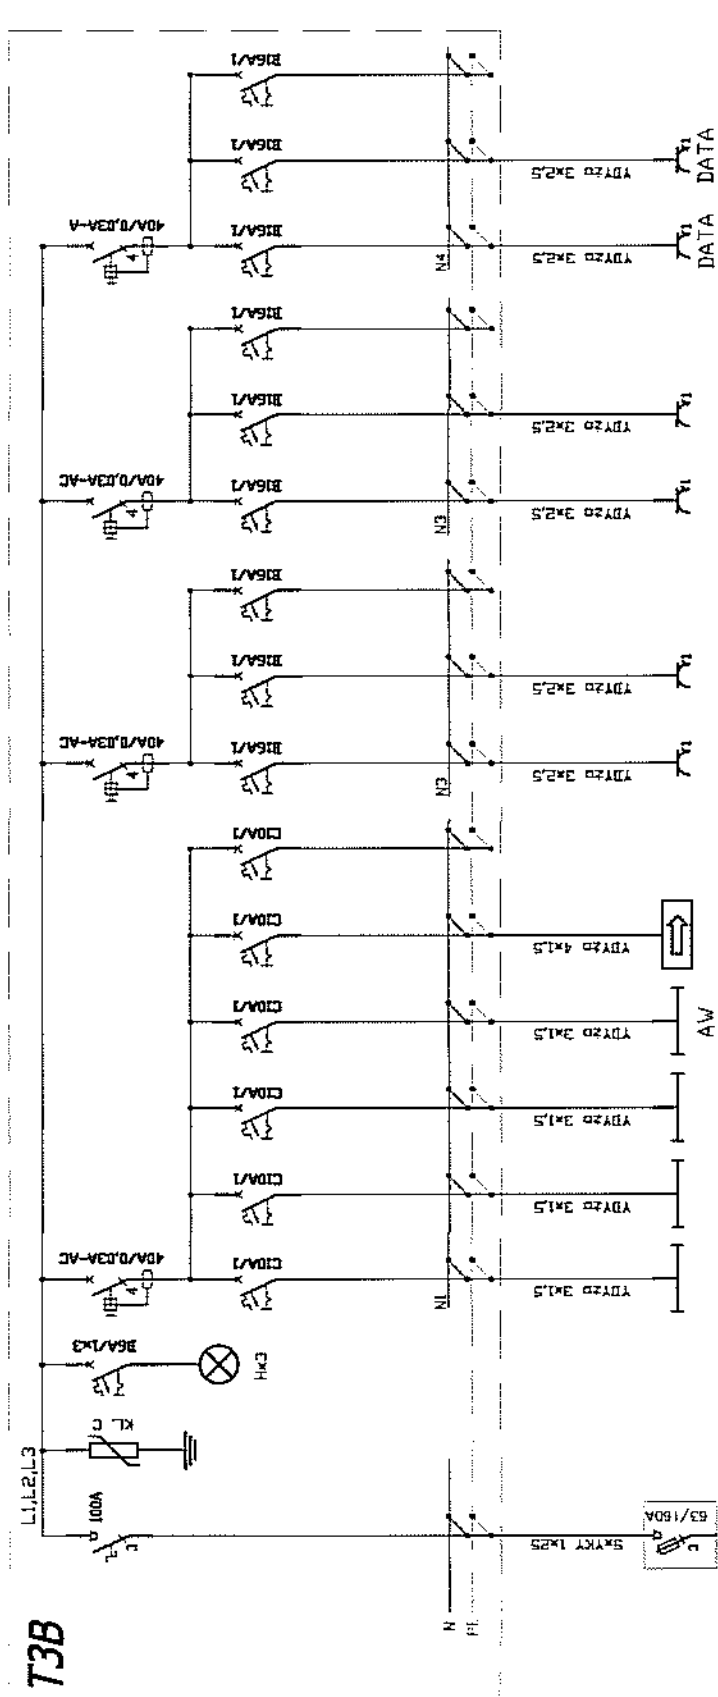 T3B
L1,L2,L3
100A
N
PE
5xYKY 1x25
63/160A
KL C
B6A/1x3
Hx3
40A/0,03A-AC
4
C10A/1
N1
YDYżo 3x1,5
C10A/1
YDYżo 3x1,5
C10A/1
YDYżo 3x1,5
C10A/1
YDYżo 3x1,5
AW
C10A/1
YDYżo 4x1,5
C10A/1
40A/0,03A-AC
4
B16A/1
N3
YDYżo 3x2,5
B16A/1
YDYżo 3x2,5
B16A/1
40A/0,03A-AC
4
B16A/1
N3
YDYżo 3x2,5
B16A/1
YDYżo 3x2,5
B16A/1
40A/0,03A-A
4
B16A/1
N4
YDYżo 3x2,5
DATA
B16A/1
YDYżo 3x2,5
DATA
B16A/1